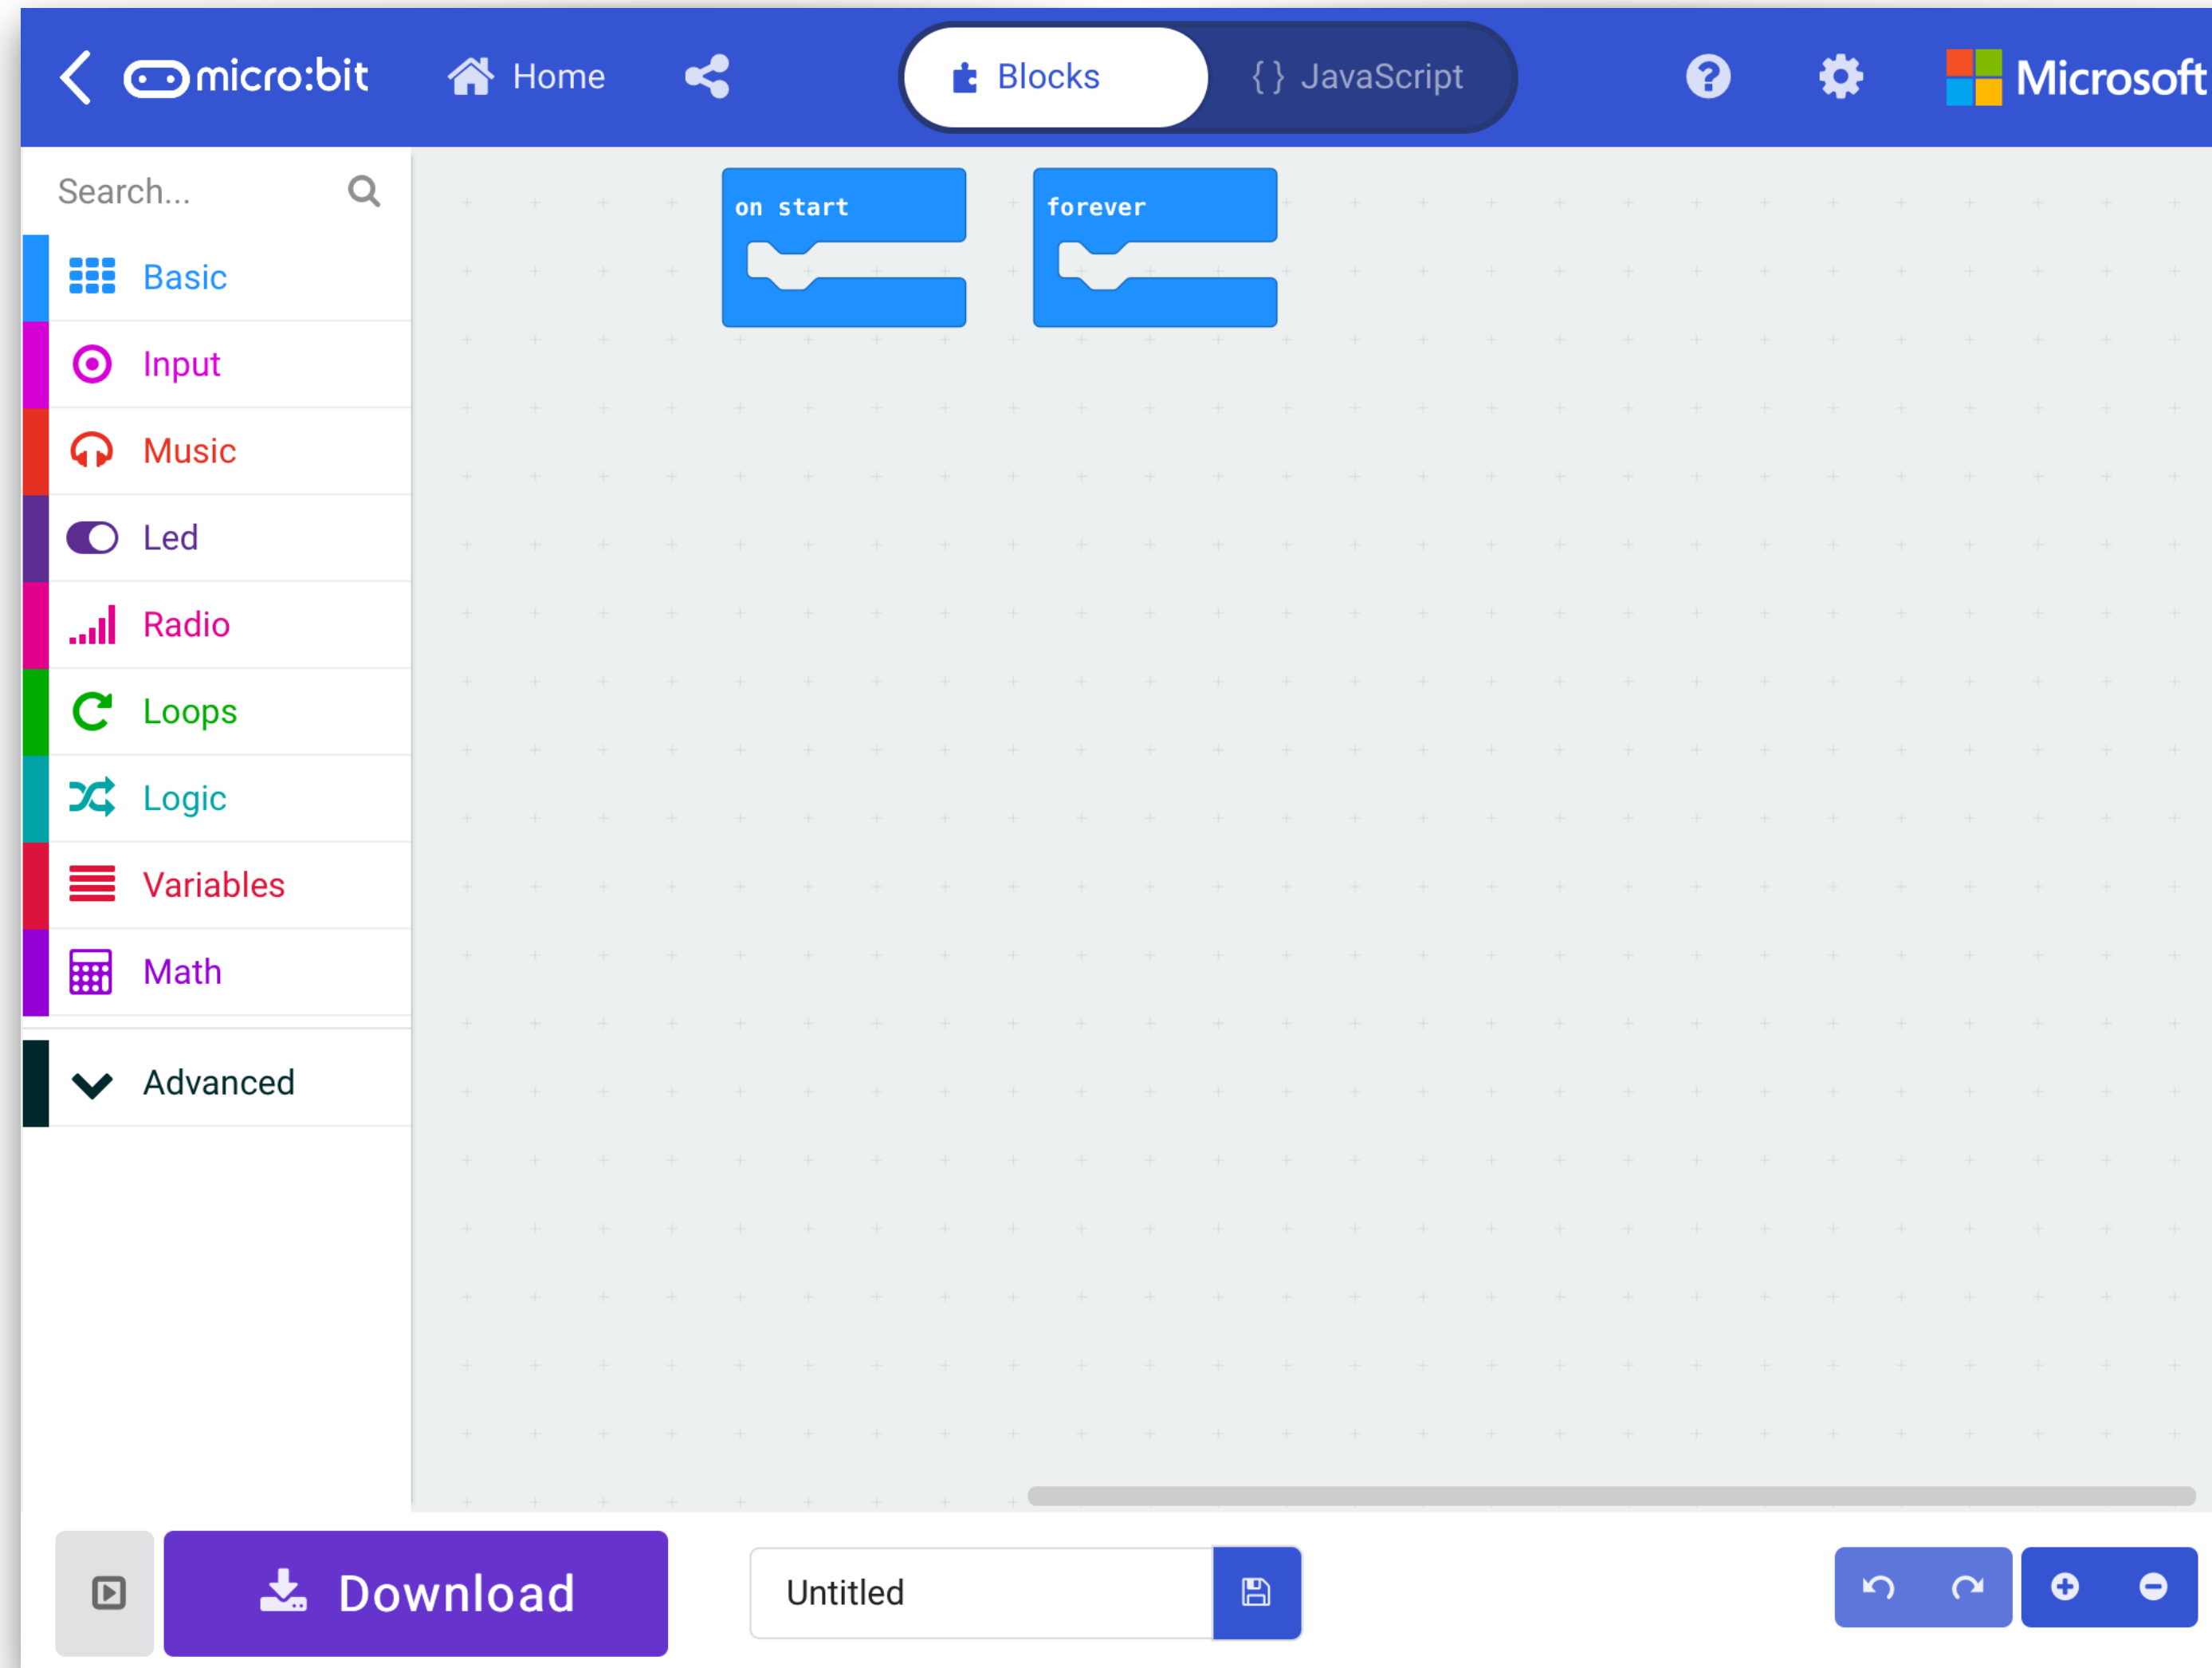 micro:bit
Home
Blocks
{ } JavaScript
Microsoft
Search...
on start
forever
Basic
Input
Music
Led
Radio
Loops
Logic
Variables
Math
Advanced
Download
Untitled